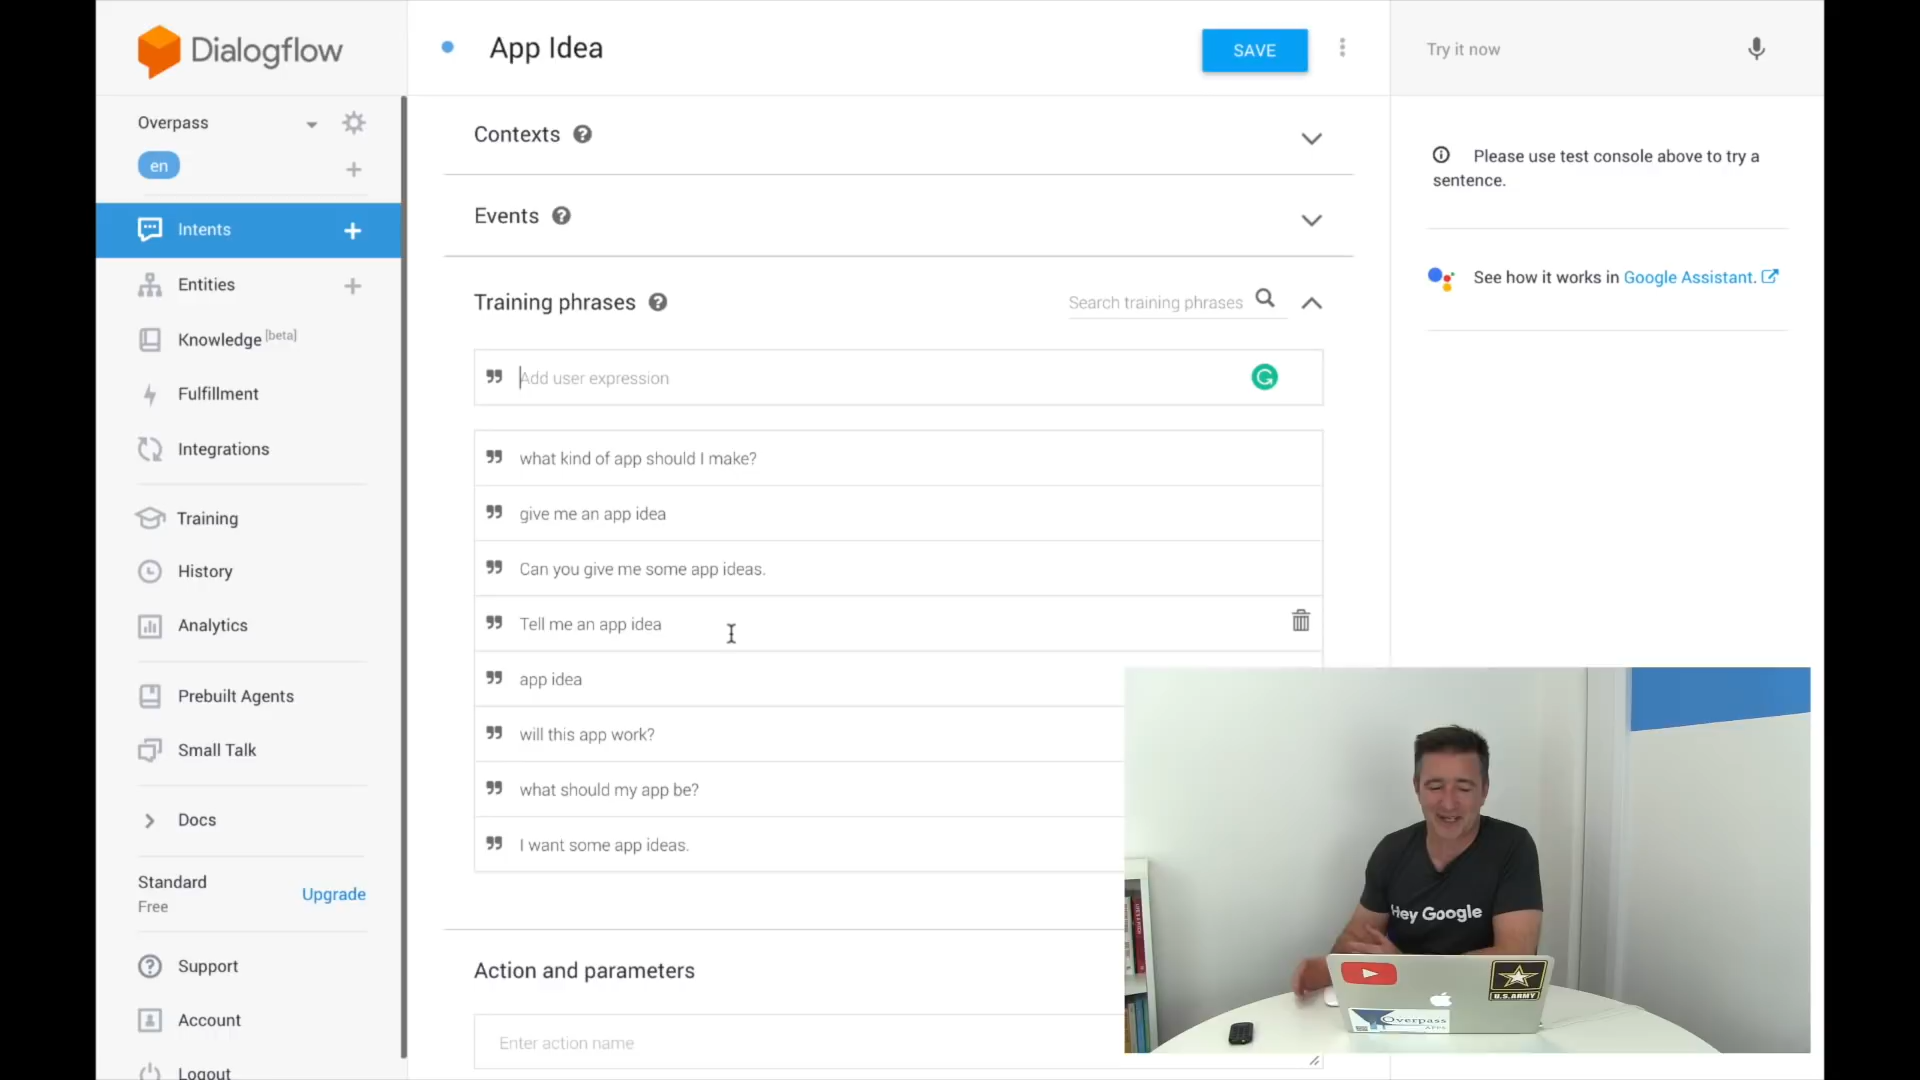 Dialogflow
Overpass
en
Intents
Entities
Knowledge [beta]
Fulfillment
Integrations
Training
History
Analytics
Prebuilt Agents
Small Talk
Docs
Standard
Free
Upgrade
Support
Account
Logout
App Idea
SAVE
Contexts
Events
Training phrases
Search training phrases
Add user expression
what kind of app should I make?
give me an app idea
Can you give me some app ideas.
Tell me an app idea
app idea
will this app work?
what should my app be?
I want some app ideas.
Action and parameters
Enter action name
Try it now
Please use test console above to try a
sentence.
See how it works in Google Assistant.
Hey Google
U.S.ARMY
Overpass
APPS